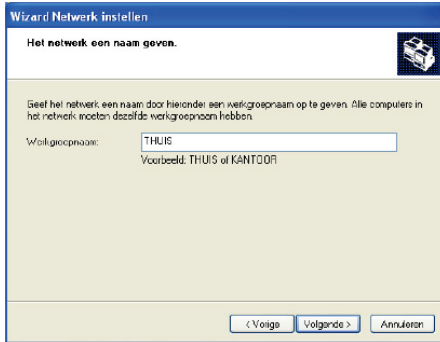 Wizard Netwerk instellen
Het netwerk een naam geven.
Geef het netwerk een naam door hieronder een werkgroepnaam op te geven. Alle computers in
het netwerk moeten dezelfde werkgroepnaam hebben.
Werkgroepnaam: THUIS
Voorbeeld: THUIS of KANTOOR
< Vorige Volgende > Annuleren